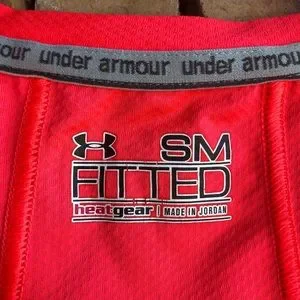 under armour under armour
SM
FITTED
heatgear | MADE IN JORDAN